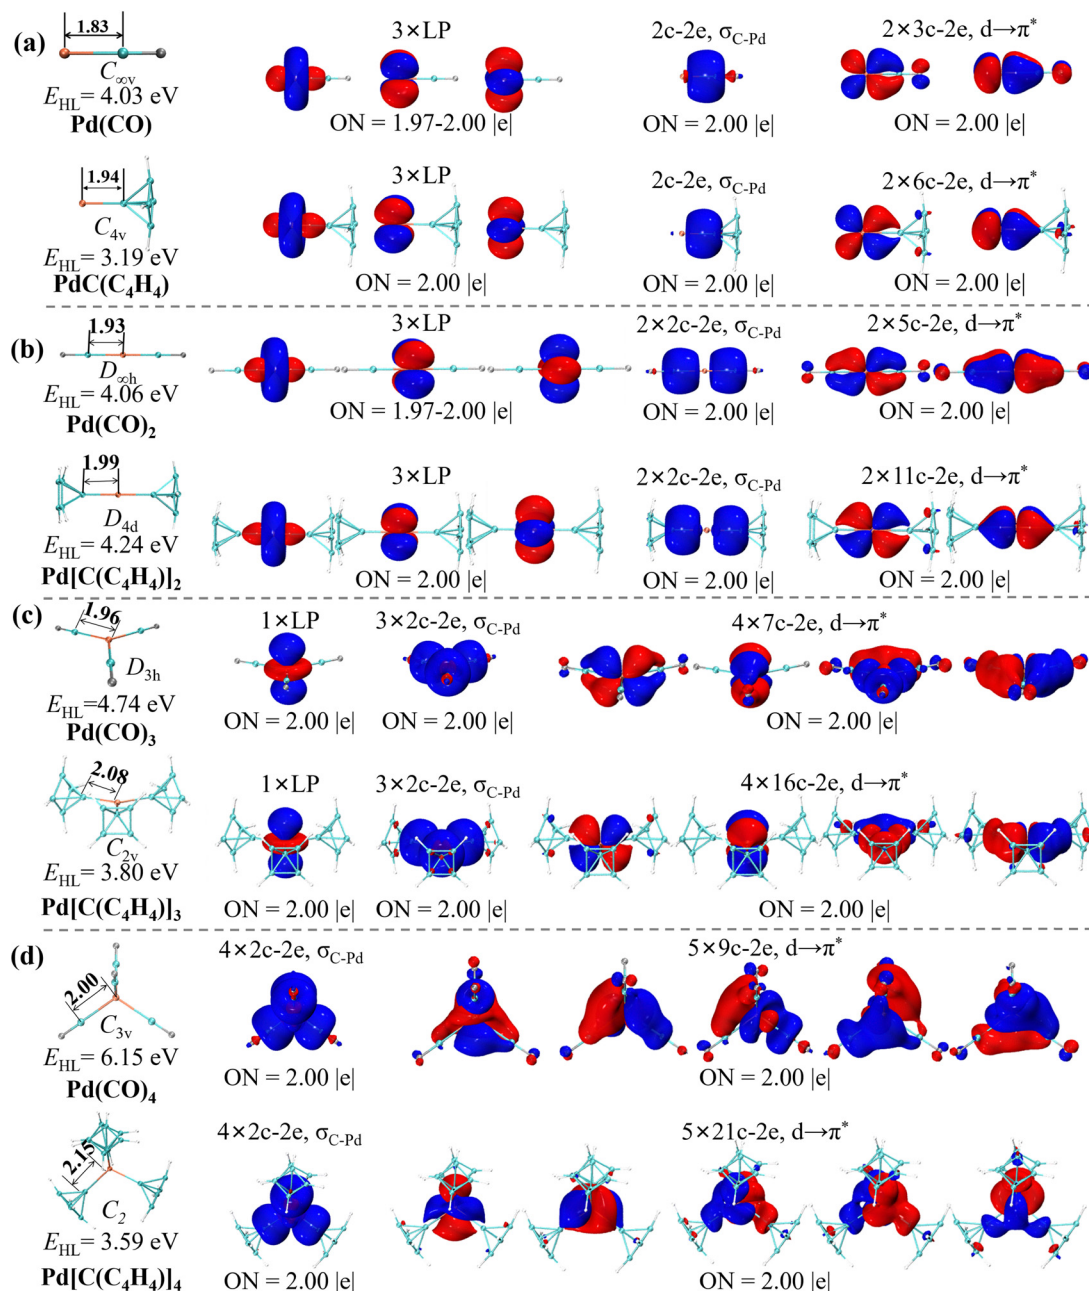 (a)
1.83
C∞v
EHL= 4.03 eV
Pd(CO)
3×LP
ON = 1.97-2.00 |e|
2c-2e, σC-Pd
ON = 2.00 |e|
2×3c-2e, d→π*
ON = 2.00 |e|
1.94
C4v
EHL= 3.19 eV
PdC(C4H4)
3×LP
ON = 2.00 |e|
2c-2e, σC-Pd
ON = 2.00 |e|
2×6c-2e, d→π*
ON = 2.00 |e|
(b)
1.93
D∞h
EHL= 4.06 eV
Pd(CO)2
3×LP
ON = 1.97-2.00 |e|
2×2c-2e, σC-Pd
ON = 2.00 |e|
2×5c-2e, d→π*
ON = 2.00 |e|
1.99
D4d
EHL= 4.24 eV
Pd[C(C4H4)]2
3×LP
ON = 2.00 |e|
2×2c-2e, σC-Pd
ON = 2.00 |e|
2×11c-2e, d→π*
ON = 2.00 |e|
(c)
1.96
D3h
EHL=4.74 eV
Pd(CO)3
1×LP
ON = 2.00 |e|
3×2c-2e, σC-Pd
ON = 2.00 |e|
4×7c-2e, d→π*
ON = 2.00 |e|
2.08
C2v
EHL= 3.80 eV
Pd[C(C4H4)]3
1×LP
ON = 2.00 |e|
3×2c-2e, σC-Pd
ON = 2.00 |e|
4×16c-2e, d→π*
ON = 2.00 |e|
(d)
2.00
C3v
EHL= 6.15 eV
Pd(CO)4
4×2c-2e, σC-Pd
ON = 2.00 |e|
5×9c-2e, d→π*
ON = 2.00 |e|
2.15
C2
EHL= 3.59 eV
Pd[C(C4H4)]4
4×2c-2e, σC-Pd
ON = 2.00 |e|
5×21c-2e, d→π*
ON = 2.00 |e|